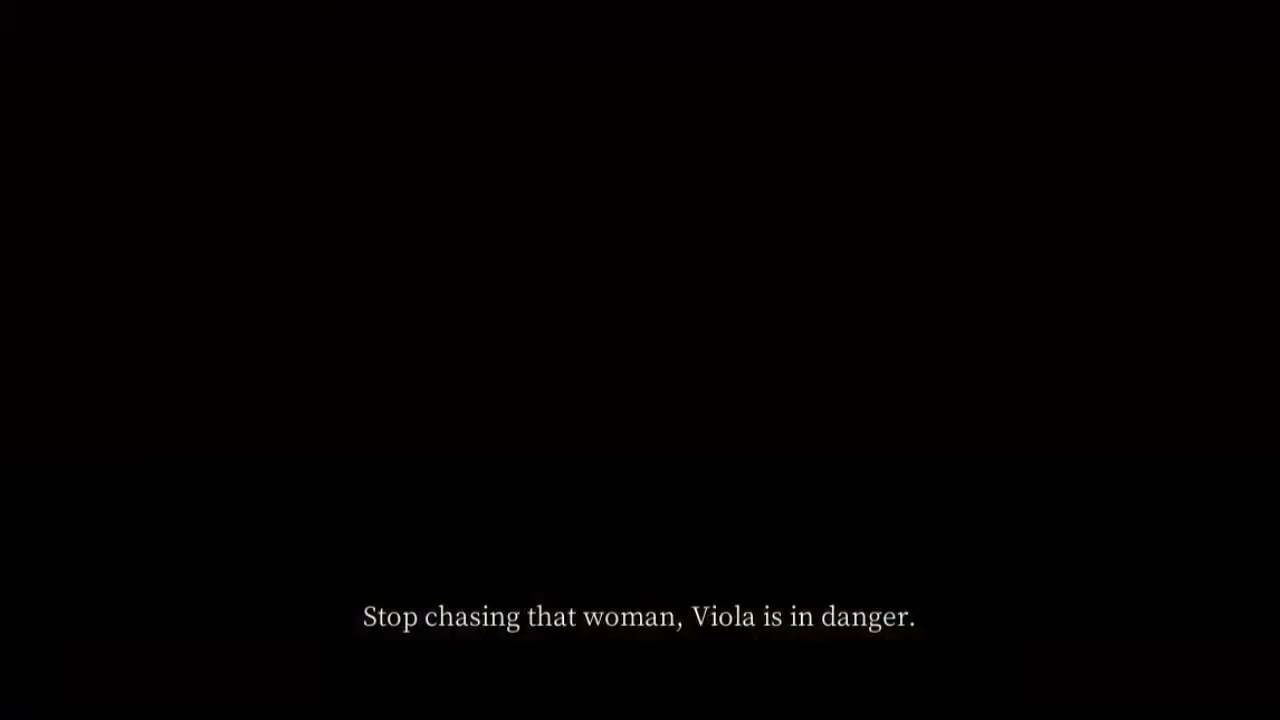 Stop chasing that woman, Viola is in danger.